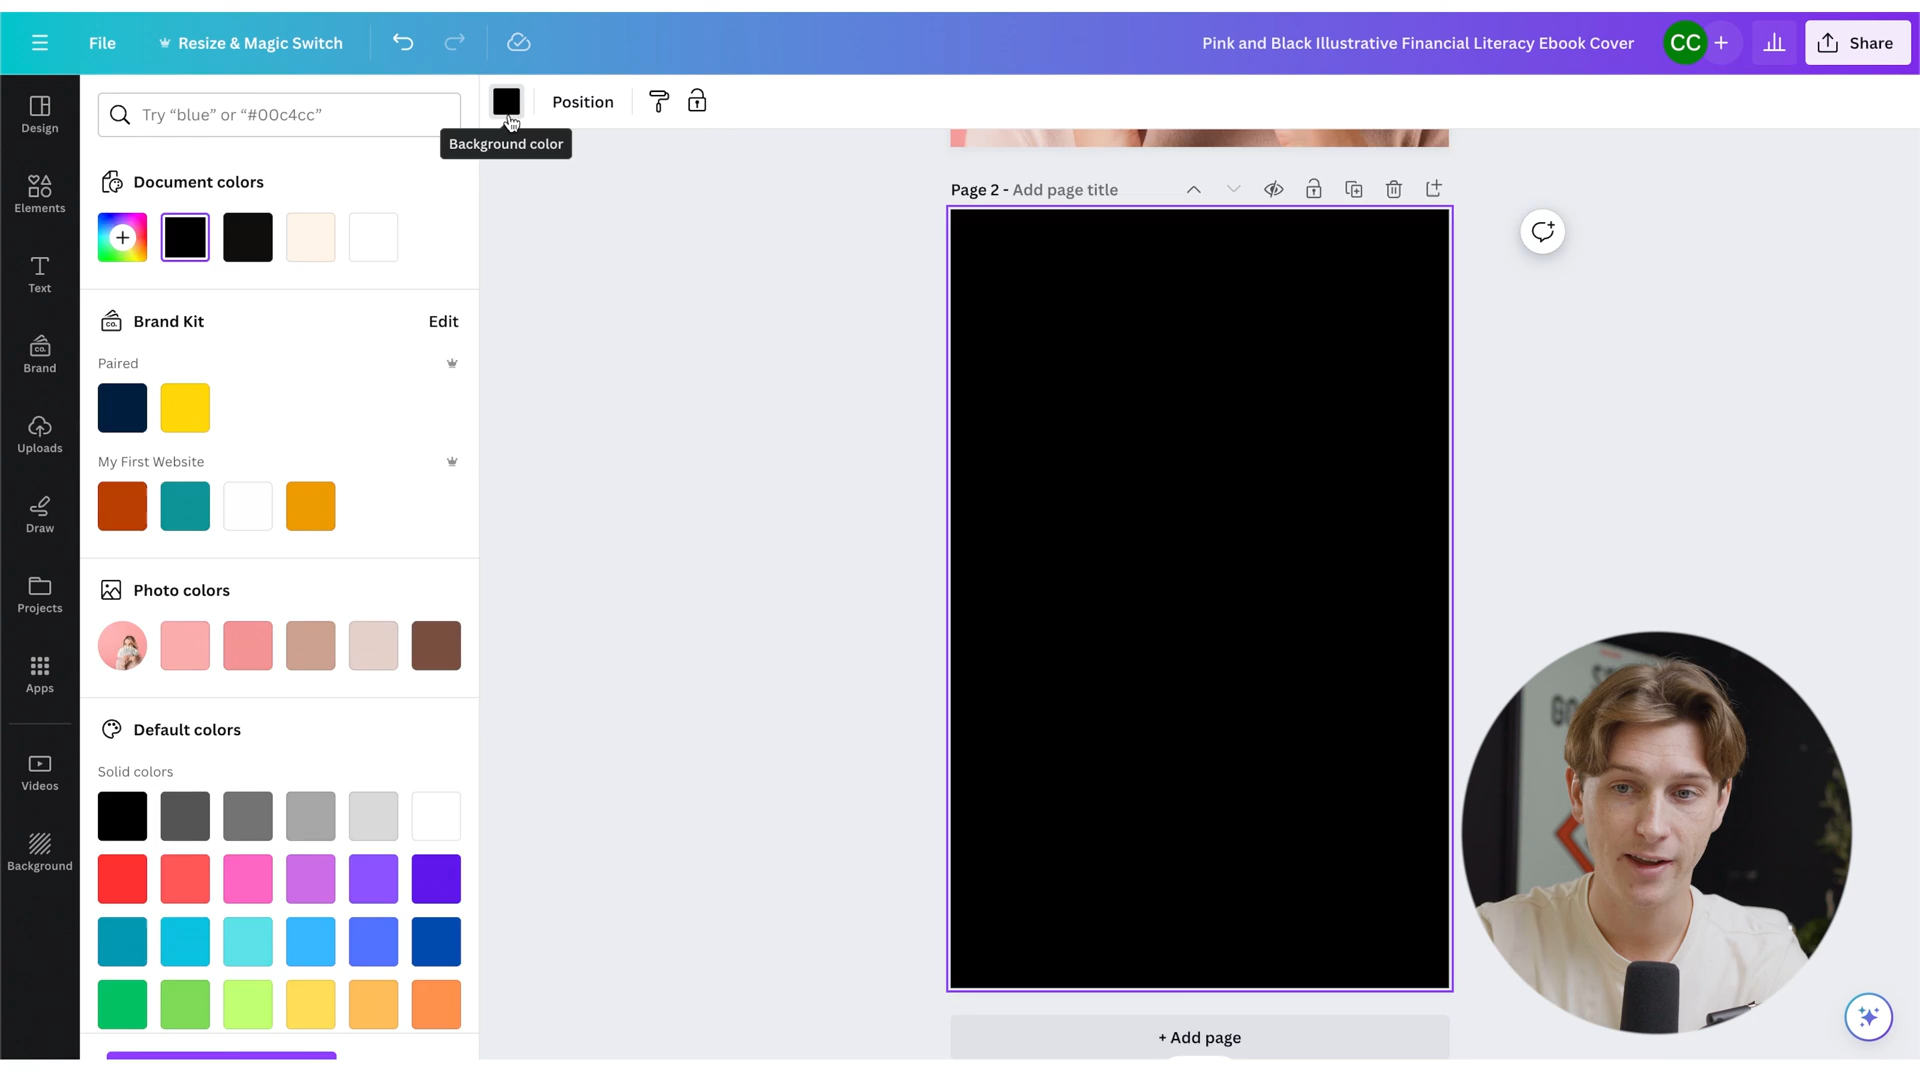 File
Resize & Magic Switch
Pink and Black Illustrative Financial Literacy Ebook Cover
CC
Share
Design
Elements
Text
Brand
CO.
Uploads
Draw
Projects
Apps
Videos
Background
Try “blue” or “#00c4cc”
Document colors
CO.
Brand Kit
Edit
Paired
My First Website
Photo colors
Default colors
Solid colors
Position
Background color
Page 2 - Add page title
+ Add page